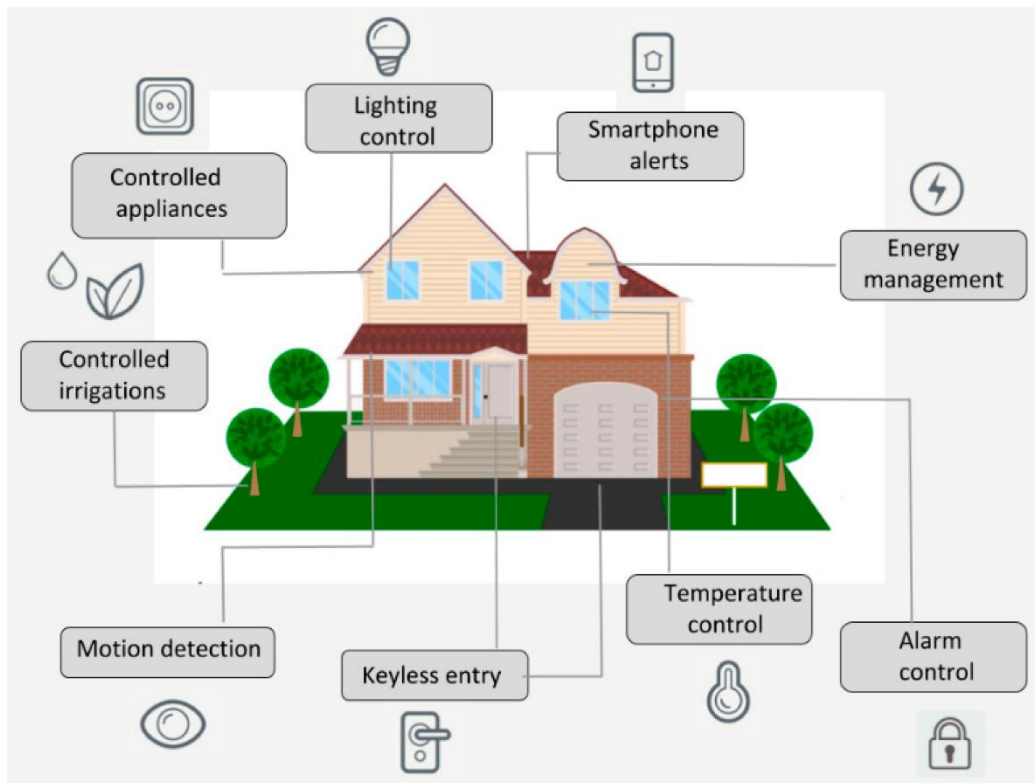 Lighting
control
Smartphone
alerts
Controlled
appliances
Energy
management
Controlled
irrigations
Temperature
control
Motion detection
Keyless entry
Alarm
control